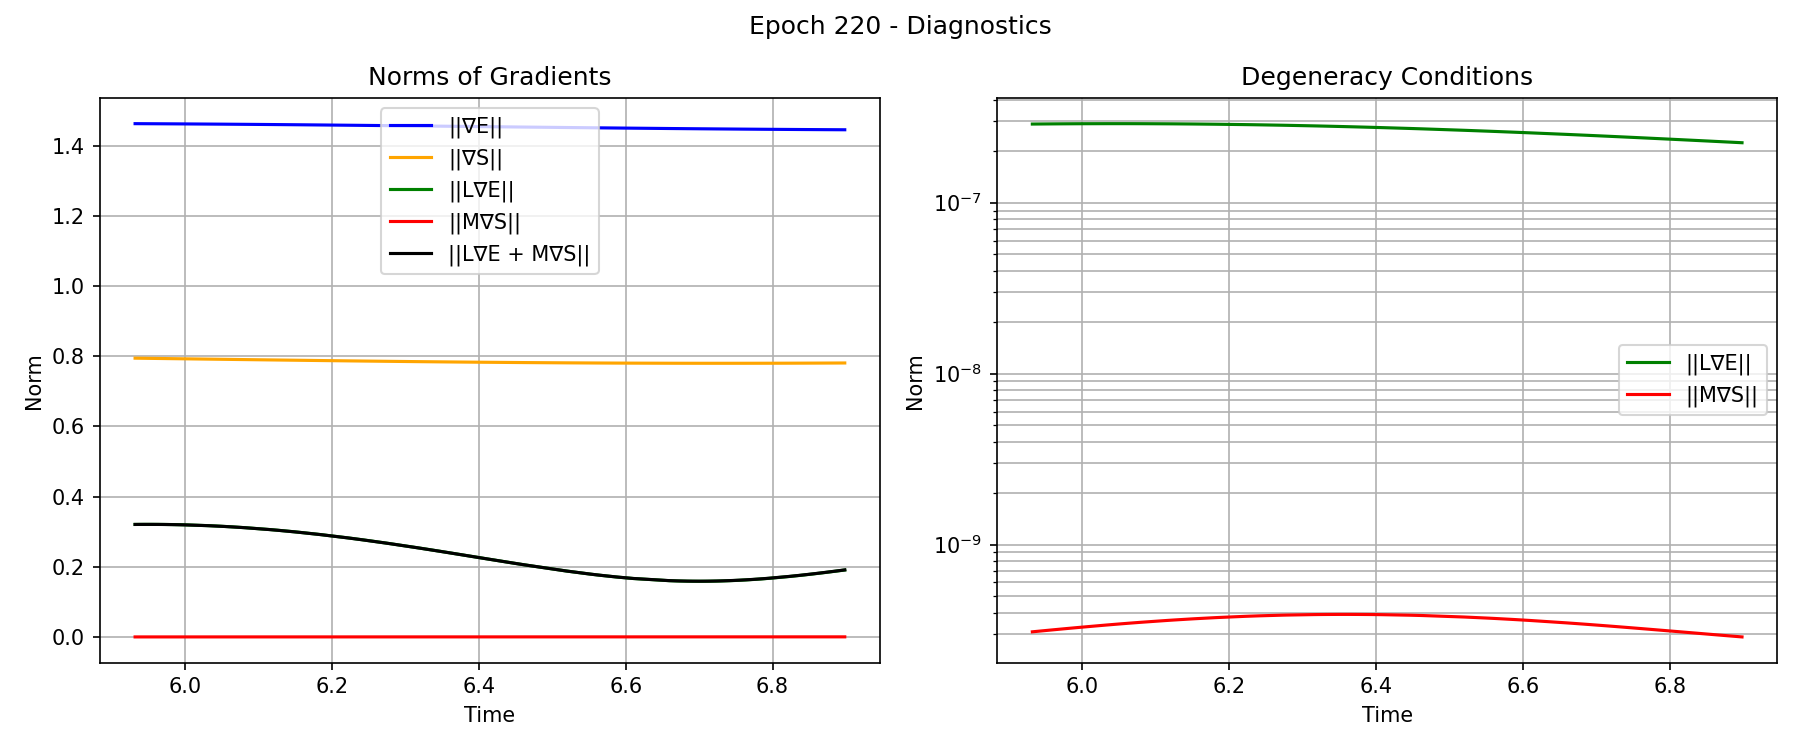 Epoch 220 - Diagnostics
Norms of Gradients
1.4
1.2
1.0
0.8
0.6
0.4
0.2
0.0
Norm
6.0 6.2 6.4 6.6 6.8
Time
||∇E||
||∇S||
||L∇E||
||M∇S||
||L∇E + M∇S||
Degeneracy Conditions
10⁻⁷
10⁻⁸
10⁻⁹
Norm
6.0 6.2 6.4 6.6 6.8
Time
||L∇E||
||M∇S||